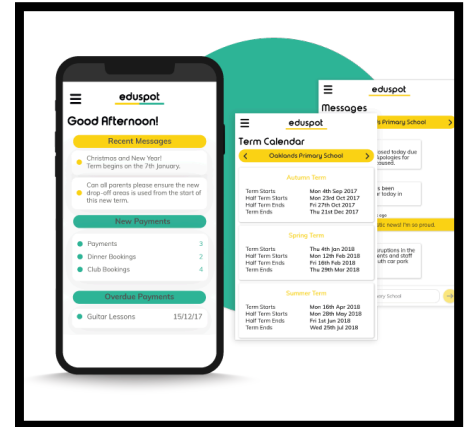 eduspot
Good Afternoon!
Recent Messages
Christmas and New Year!
Term begins on the 7th January.
Can all parents please ensure the new
drop-off areas is used from the start of
this new term.
New Payments
Payments 3
Dinner Bookings 2
Club Bookings 4
Overdue Payments
Guitar Lessons 15/12/17
eduspot
Term Calendar
< Oaklands Primary School >
Autumn Term
Term Starts Mon 4th Sep 2017
Half Term Starts Mon 23rd Oct 2017
Half Term Ends Fri 27th Oct 2017
Term Ends Thu 21st Dec 2017
Spring Term
Term Starts Thu 4th Jan 2018
Half Term Starts Mon 12th Feb 2018
Half Term Ends Fri 16th Feb 2018
Term Ends Thu 29th Mar 2018
Summer Term
Term Starts Mon 16th Apr 2018
Half Term Starts Mon 28th May 2018
Half Term Ends Fri 1st Jun 2018
Term Ends Wed 25th Jul 2018
eduspot
Messages
Primary School >
today due
apologies for
been
today in
ago
news! I'm so proud.
in the
and staff
car park
School